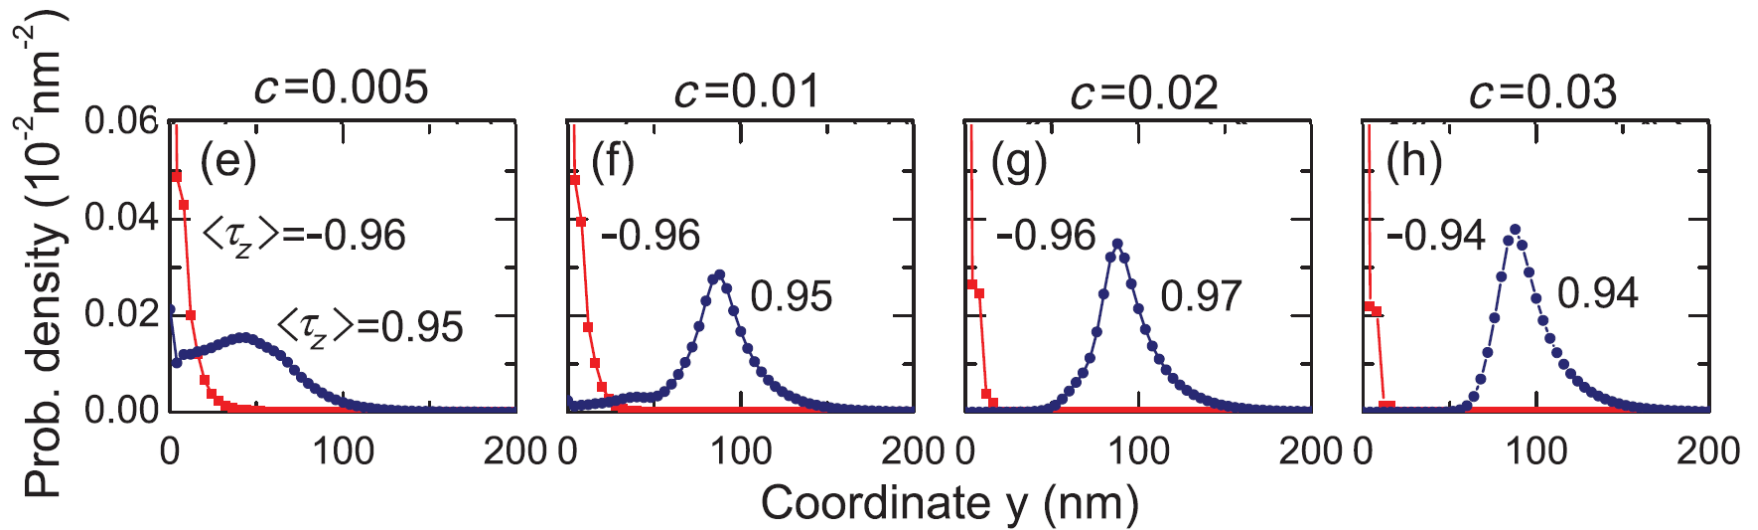 Prob. density (10⁻²nm⁻²)
c=0.005
c=0.01
c=0.02
c=0.03
0.06
0.04
0.02
0.00
(e)
<τz>=-0.96
<τz>=0.95
(f)
-0.96
0.95
(g)
-0.96
0.97
(h)
-0.94
0.94
0 100 200
0 100 200
0 100 200
0 100 200
Coordinate y (nm)